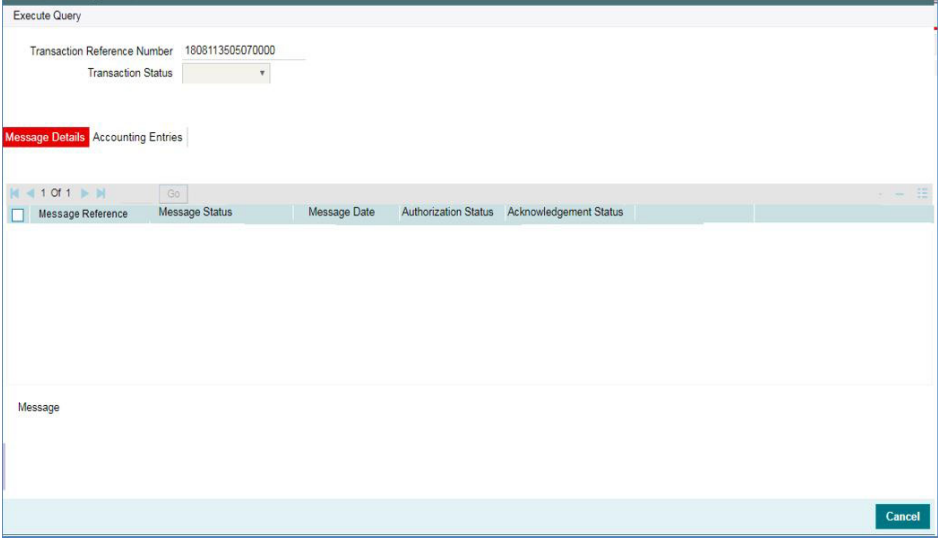 Execute Query
Transaction Reference Number 1808113505070000
Transaction Status
Message Details Accounting Entries
1 Of 1 Go
Message Reference Message Status Message Date Authorization Status Acknowledgement Status
Message
Cancel